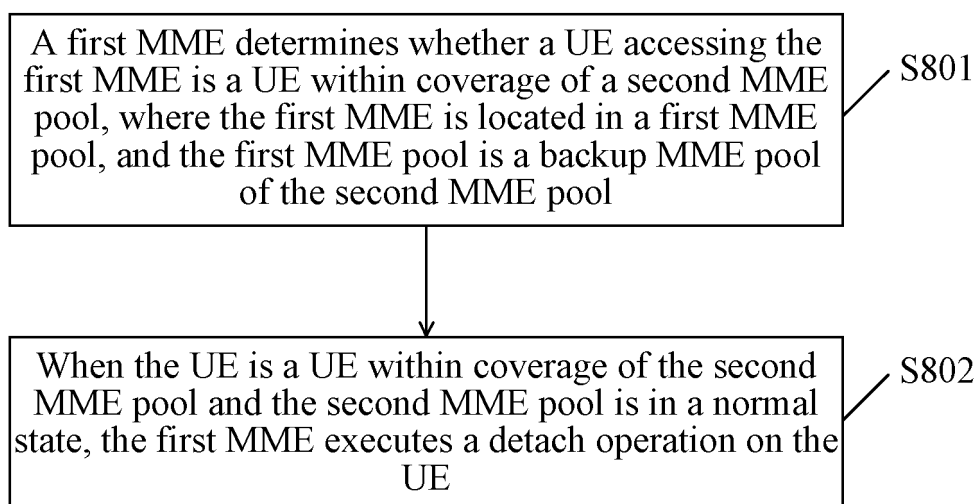 A first MME determines whether a UE accessing the
first MME is a UE within coverage of a second MME
pool, where the first MME is located in a first MME
pool, and the first MME pool is a backup MME pool
of the second MME pool
S801
When the UE is a UE within coverage of the second
MME pool and the second MME pool is in a normal
state, the first MME executes a detach operation on the
UE
S802